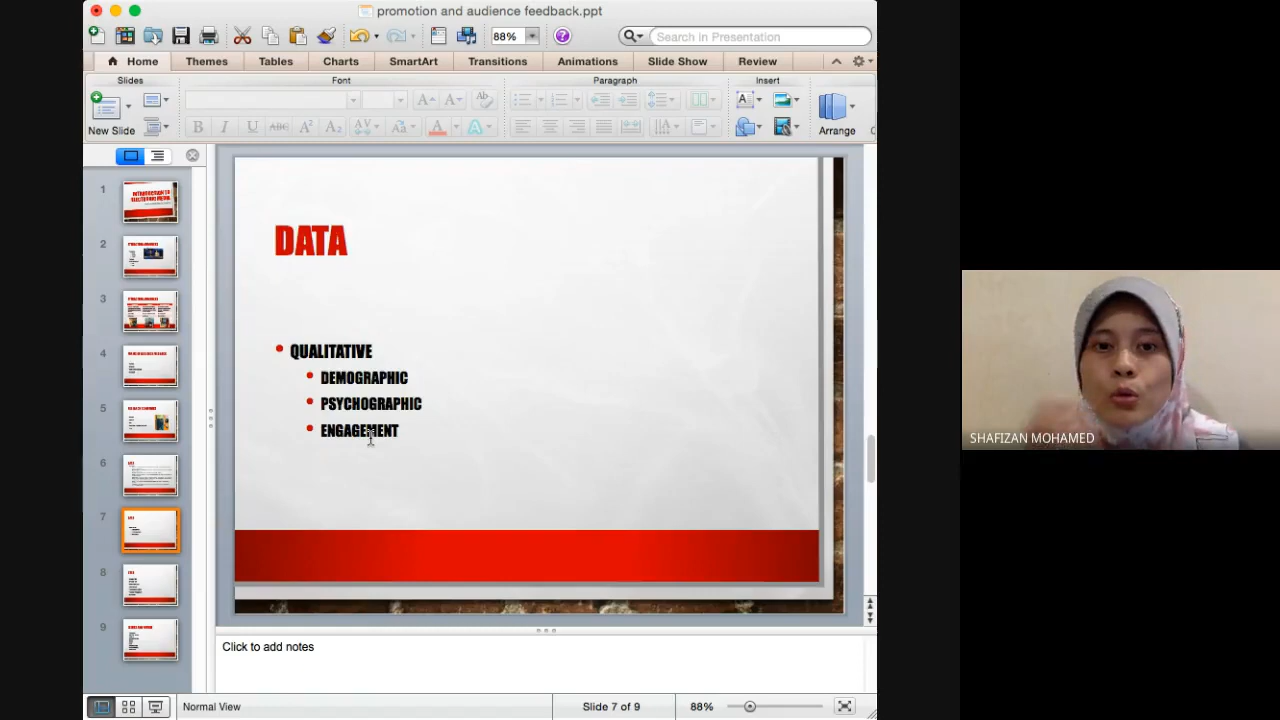 promotion and audience feedback.ppt
88%
Search in Presentation
Home Themes Tables Charts SmartArt Transitions Animations Slide Show Review
Slides Font Paragraph Insert
New Slide
Arrange
1
2
3
4
5
6
7
8
9
DATA
QUALITATIVE
DEMOGRAPHIC
PSYCHOGRAPHIC
ENGAGEMENT
SHAFIZAN MOHAMED
Click to add notes
Normal View Slide 7 of 9 88%